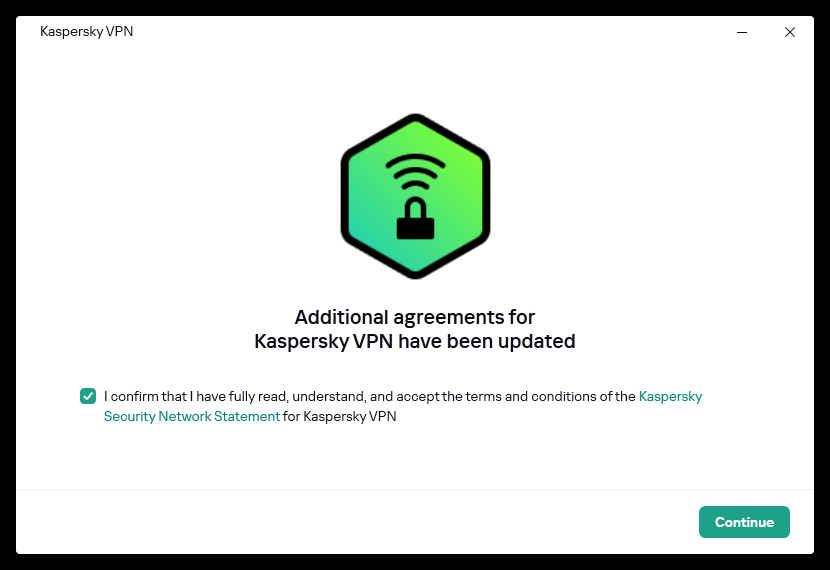 Kaspersky VPN
Additional agreements for
Kaspersky VPN have been updated
I confirm that I have fully read, understand, and accept the terms and conditions of the Kaspersky
Security Network Statement for Kaspersky VPN
Continue